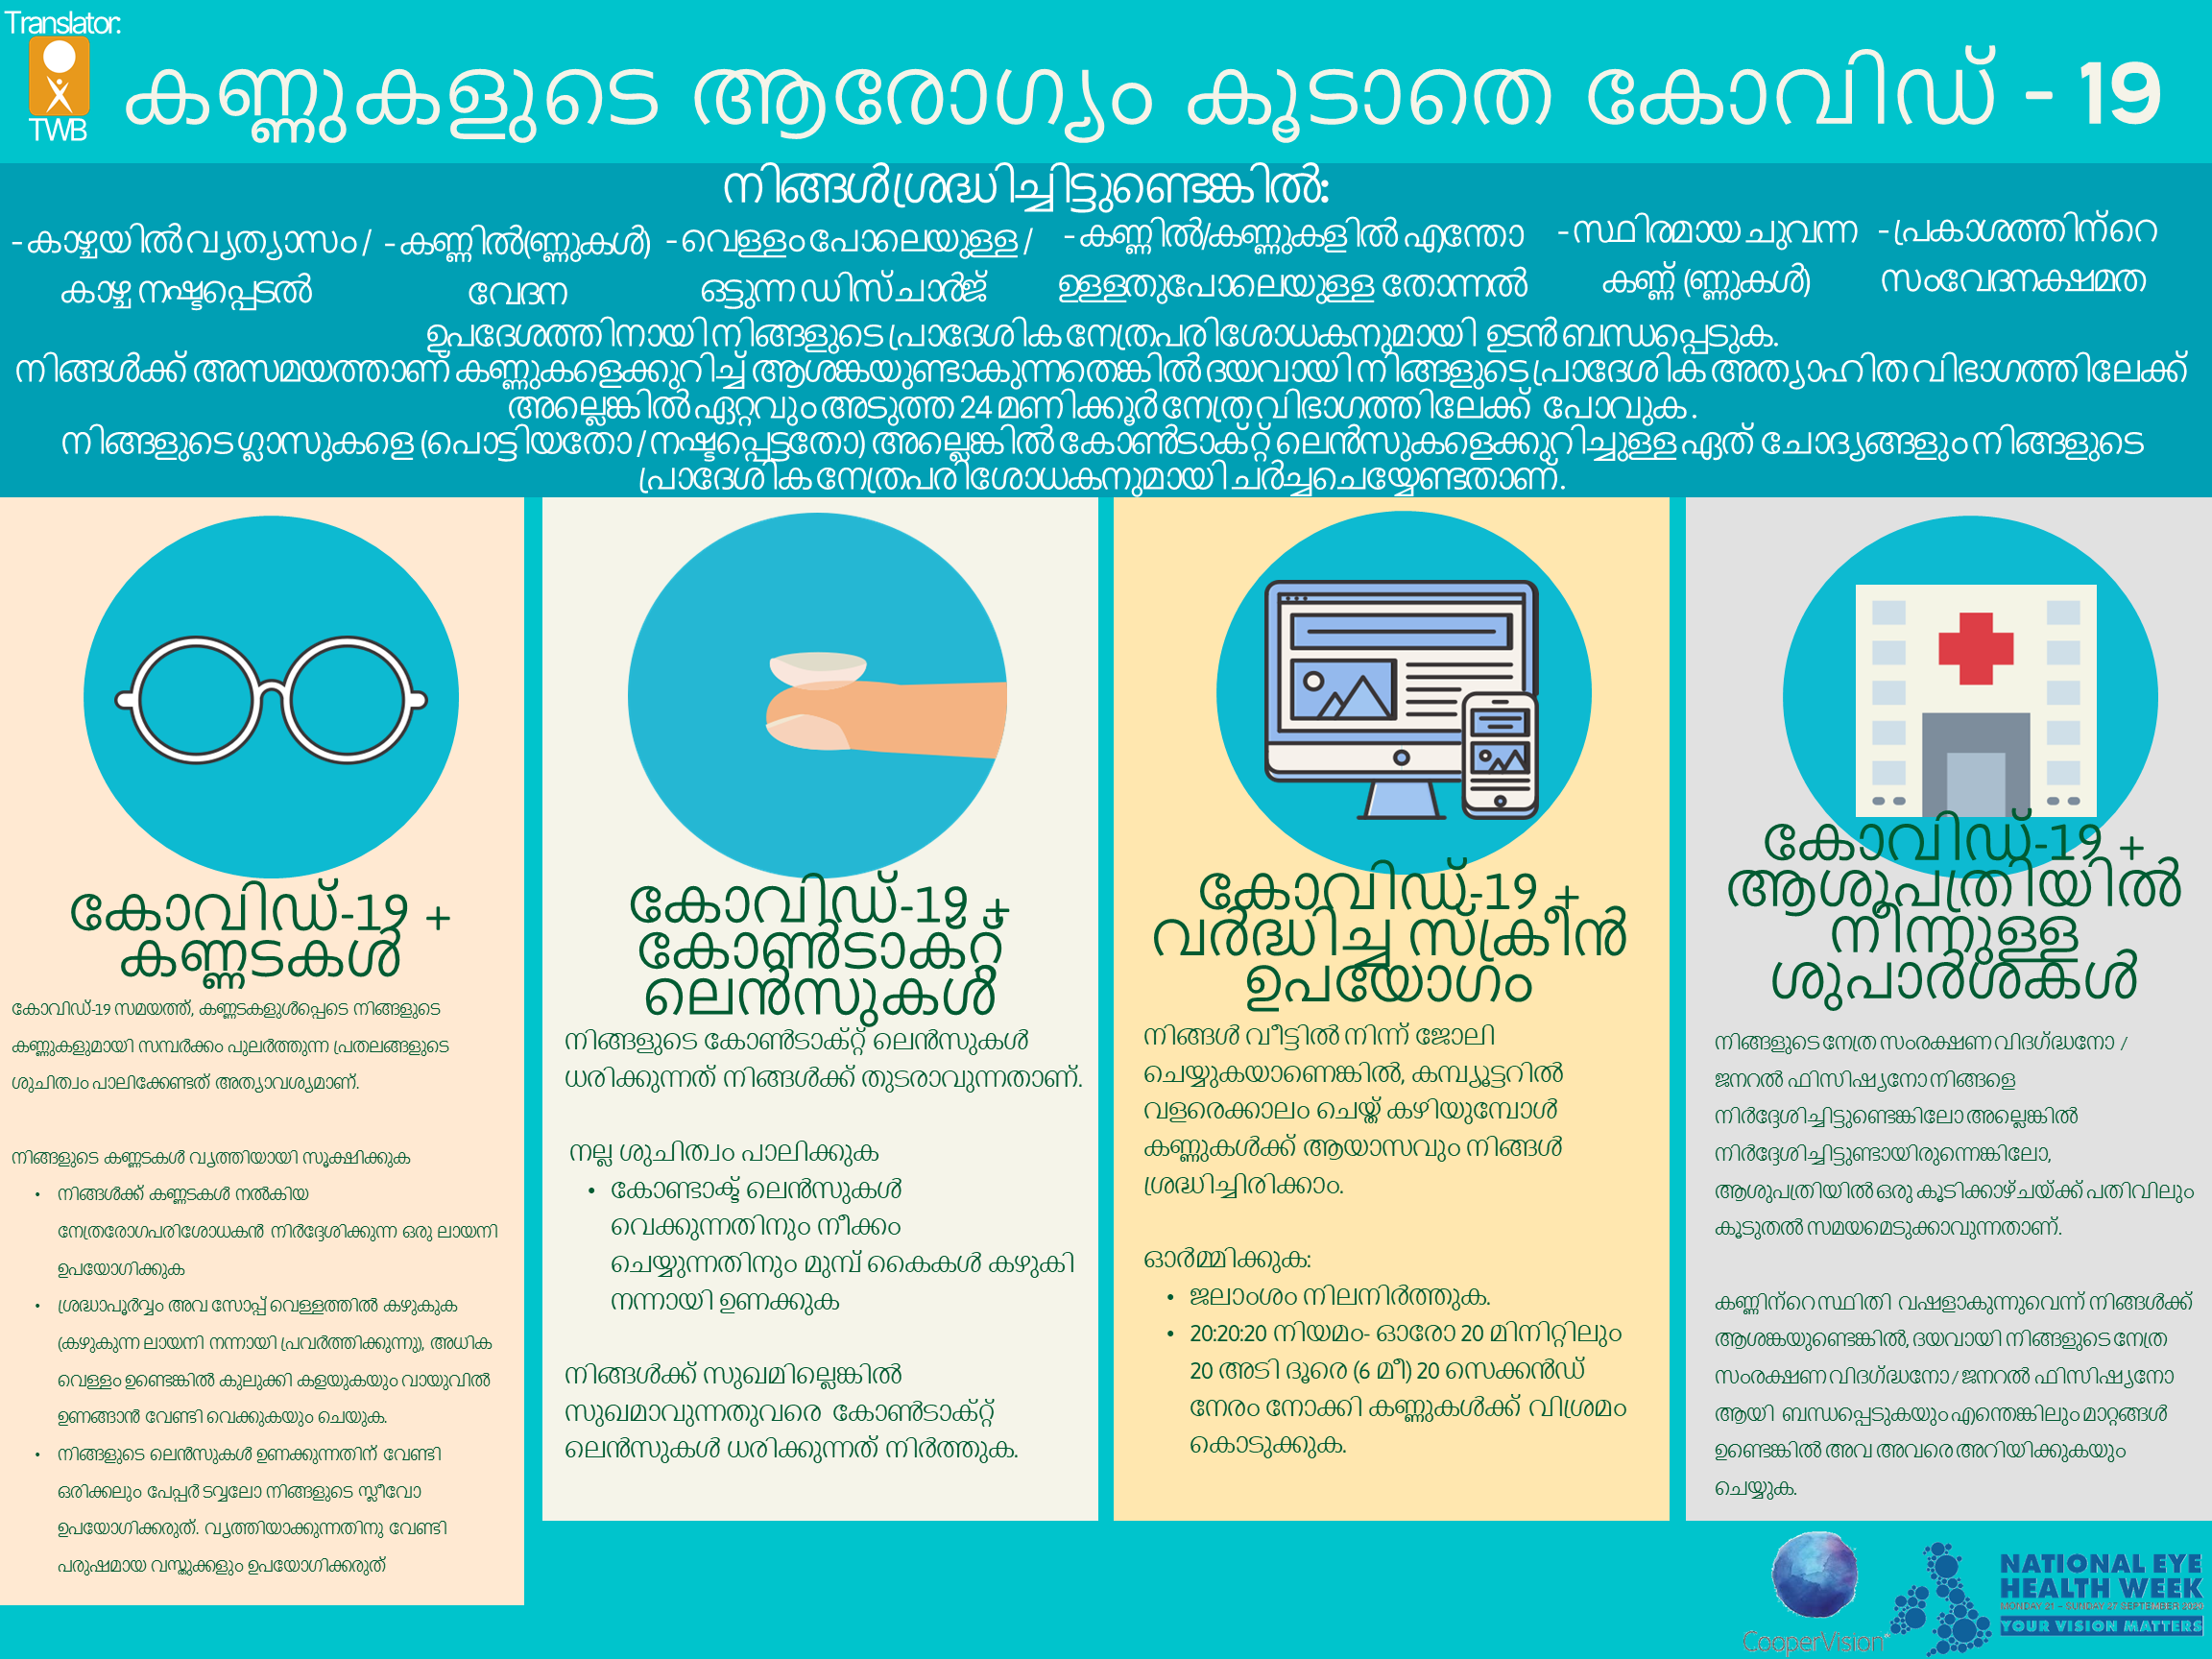 Translator:
TWB
കണ്ണുകളുടെ ആരോഗ്യം കൂടാതെ കോവിഡ് - 19
നിങ്ങൾ ശ്രദ്ധിച്ചിട്ടുണ്ടെങ്കിൽ:
- കാഴ്ചയിൽ വ്യത്യാസം /
കാഴ്ച നഷ്ടപ്പെടൽ
- കണ്ണിൽ(ണ്ണുകൾ)
വേദന
- വെള്ളം പോലെയുള്ള /
ഒട്ടുന്ന ഡിസ്ചാർജ്
- കണ്ണിൽ/കണ്ണുകളിൽ എന്തോ
ഉള്ളതുപോലെയുള്ള തോന്നൽ
- സ്ഥിരമായ ചുവന്ന
കണ്ണ് (ണ്ണുകൾ)
- പ്രകാശത്തിന്റെ
സംവേദനക്ഷമത
ഉപദേശത്തിനായി നിങ്ങളുടെ പ്രാദേശിക നേത്രപരിശോധകനുമായി ഉടൻ ബന്ധപ്പെടുക.
നിങ്ങൾക്ക് അസമയത്താണ് കണ്ണുകളെക്കുറിച്ച് ആശങ്കയുണ്ടാകുന്നതെങ്കിൽ ദയവായി നിങ്ങളുടെ പ്രാദേശിക അത്യാഹിത വിഭാഗത്തിലേക്ക്
അല്ലെങ്കിൽ ഏറ്റവും അടുത്ത 24 മണിക്കൂർ നേത്ര വിഭാഗത്തിലേക്ക് പോവുക .
നിങ്ങളുടെ ഗ്ലാസുകളെ (പൊട്ടിയതോ / നഷ്ടപ്പെട്ടതോ) അല്ലെങ്കിൽ കോൺടാക്റ്റ് ലെൻസുകളെക്കുറിച്ചുള്ള ഏത് ചോദ്യങ്ങളും നിങ്ങളുടെ
പ്രാദേശിക നേത്രപരിശോധകനുമായി ചർച്ചചെയ്യേണ്ടതാണ്.
കോവിഡ്-19 +
കണ്ണടകൾ
കോവിഡ്-19 സമയത്ത്, കണ്ണടകളുൾപ്പെടെ നിങ്ങളുടെ
കണ്ണുകളുമായി സമ്പർക്കം പുലർത്തുന്ന പ്രതലങ്ങളുടെ
ശുചിത്വം പാലിക്കേണ്ടത് അത്യാവശ്യമാണ്.
നിങ്ങളുടെ കണ്ണടകൾ വൃത്തിയായി സൂക്ഷിക്കുക
• നിങ്ങൾക്ക് കണ്ണടകൾ നൽകിയ
നേത്രരോഗപരിശോധകൻ നിർദ്ദേശിക്കുന്ന ഒരു ലായനി
ഉപയോഗിക്കുക
• ശ്രദ്ധാപൂർവ്വം അവ സോപ്പ് വെള്ളത്തിൽ കഴുകുക
(കഴുകുന്ന ലായനി നന്നായി പ്രവർത്തിക്കുന്നു), അധിക
വെള്ളം ഉണ്ടെങ്കിൽ കുലുക്കി കളയുകയും വായുവിൽ
ഉണങ്ങാൻ വേണ്ടി വെക്കുകയും ചെയുക.
• നിങ്ങളുടെ ലെൻസുകൾ ഉണക്കുന്നതിന് വേണ്ടി
ഒരിക്കലും പേപ്പർ ടവ്വലോ നിങ്ങളുടെ സ്ലീവോ
ഉപയോഗിക്കരുത്. വൃത്തിയാക്കുന്നതിനു വേണ്ടി
പരുഷമായ വസ്തുക്കളും ഉപയോഗിക്കരുത്
കോവിഡ്-19 +
കോൺടാക്റ്റ്
ലെൻസുകൾ
നിങ്ങളുടെ കോൺടാക്റ്റ് ലെൻസുകൾ
ധരിക്കുന്നത് നിങ്ങൾക്ക് തുടരാവുന്നതാണ്.
നല്ല ശുചിത്വം പാലിക്കുക
• കോണ്ടാക്ട് ലെൻസുകൾ
വെക്കുന്നതിനും നീക്കം
ചെയ്യുന്നതിനും മുമ്പ് കൈകൾ കഴുകി
നന്നായി ഉണക്കുക
നിങ്ങൾക്ക് സുഖമില്ലെങ്കിൽ
സുഖമാവുന്നതുവരെ കോൺടാക്റ്റ്
ലെൻസുകൾ ധരിക്കുന്നത് നിർത്തുക.
കോവിഡ്-19 +
വർദ്ധിച്ച സ്ക്രീൻ
ഉപയോഗം
നിങ്ങൾ വീട്ടിൽ നിന്ന് ജോലി
ചെയ്യുകയാണെങ്കിൽ, കമ്പ്യൂട്ടറിൽ
വളരെക്കാലം ചെയ്ത് കഴിയുമ്പോൾ
കണ്ണുകൾക്ക് ആയാസവും നിങ്ങൾ
ശ്രദ്ധിച്ചിരിക്കാം.
ഓർമ്മിക്കുക:
• ജലാംശം നിലനിർത്തുക.
• 20:20:20 നിയമം- ഓരോ 20 മിനിറ്റിലും
20 അടി ദൂരെ (6 മീ) 20 സെക്കൻഡ്
നേരം നോക്കി കണ്ണുകൾക്ക് വിശ്രമം
കൊടുക്കുക.
കോവിഡ്-19 +
ആശുപത്രിയിൽ
നിന്നുള്ള
ശുപാർശകൾ
നിങ്ങളുടെ നേത്ര സംരക്ഷണ വിദഗ്ദ്ധനോ /
ജനറൽ ഫിസിഷ്യനോ നിങ്ങളെ
നിർദ്ദേശിച്ചിട്ടുണ്ടെങ്കിലോ അല്ലെങ്കിൽ
നിർദ്ദേശിച്ചിട്ടുണ്ടായിരുന്നെങ്കിലോ,
ആശുപത്രിയിൽ ഒരു കൂടിക്കാഴ്ചയ്ക്ക് പതിവിലും
കൂടുതൽ സമയമെടുക്കാവുന്നതാണ്.
കണ്ണിന്റെ സ്ഥിതി വഷളാകുന്നുവെന്ന് നിങ്ങൾക്ക്
ആശങ്കയുണ്ടെങ്കിൽ, ദയവായി നിങ്ങളുടെ നേത്ര
സംരക്ഷണ വിദഗ്ദ്ധനോ / ജനറൽ ഫിസിഷ്യനോ
ആയി ബന്ധപ്പെടുകയും എന്തെങ്കിലും മാറ്റങ്ങൾ
ഉണ്ടെങ്കിൽ അവ അവരെ അറിയിക്കുകയും
ചെയ്യുക.
CooperVision
NATIONAL EYE
HEALTH WEEK
MONDAY 21 – SUNDAY 27 SEPTEMBER 2020
YOUR VISION MATTERS